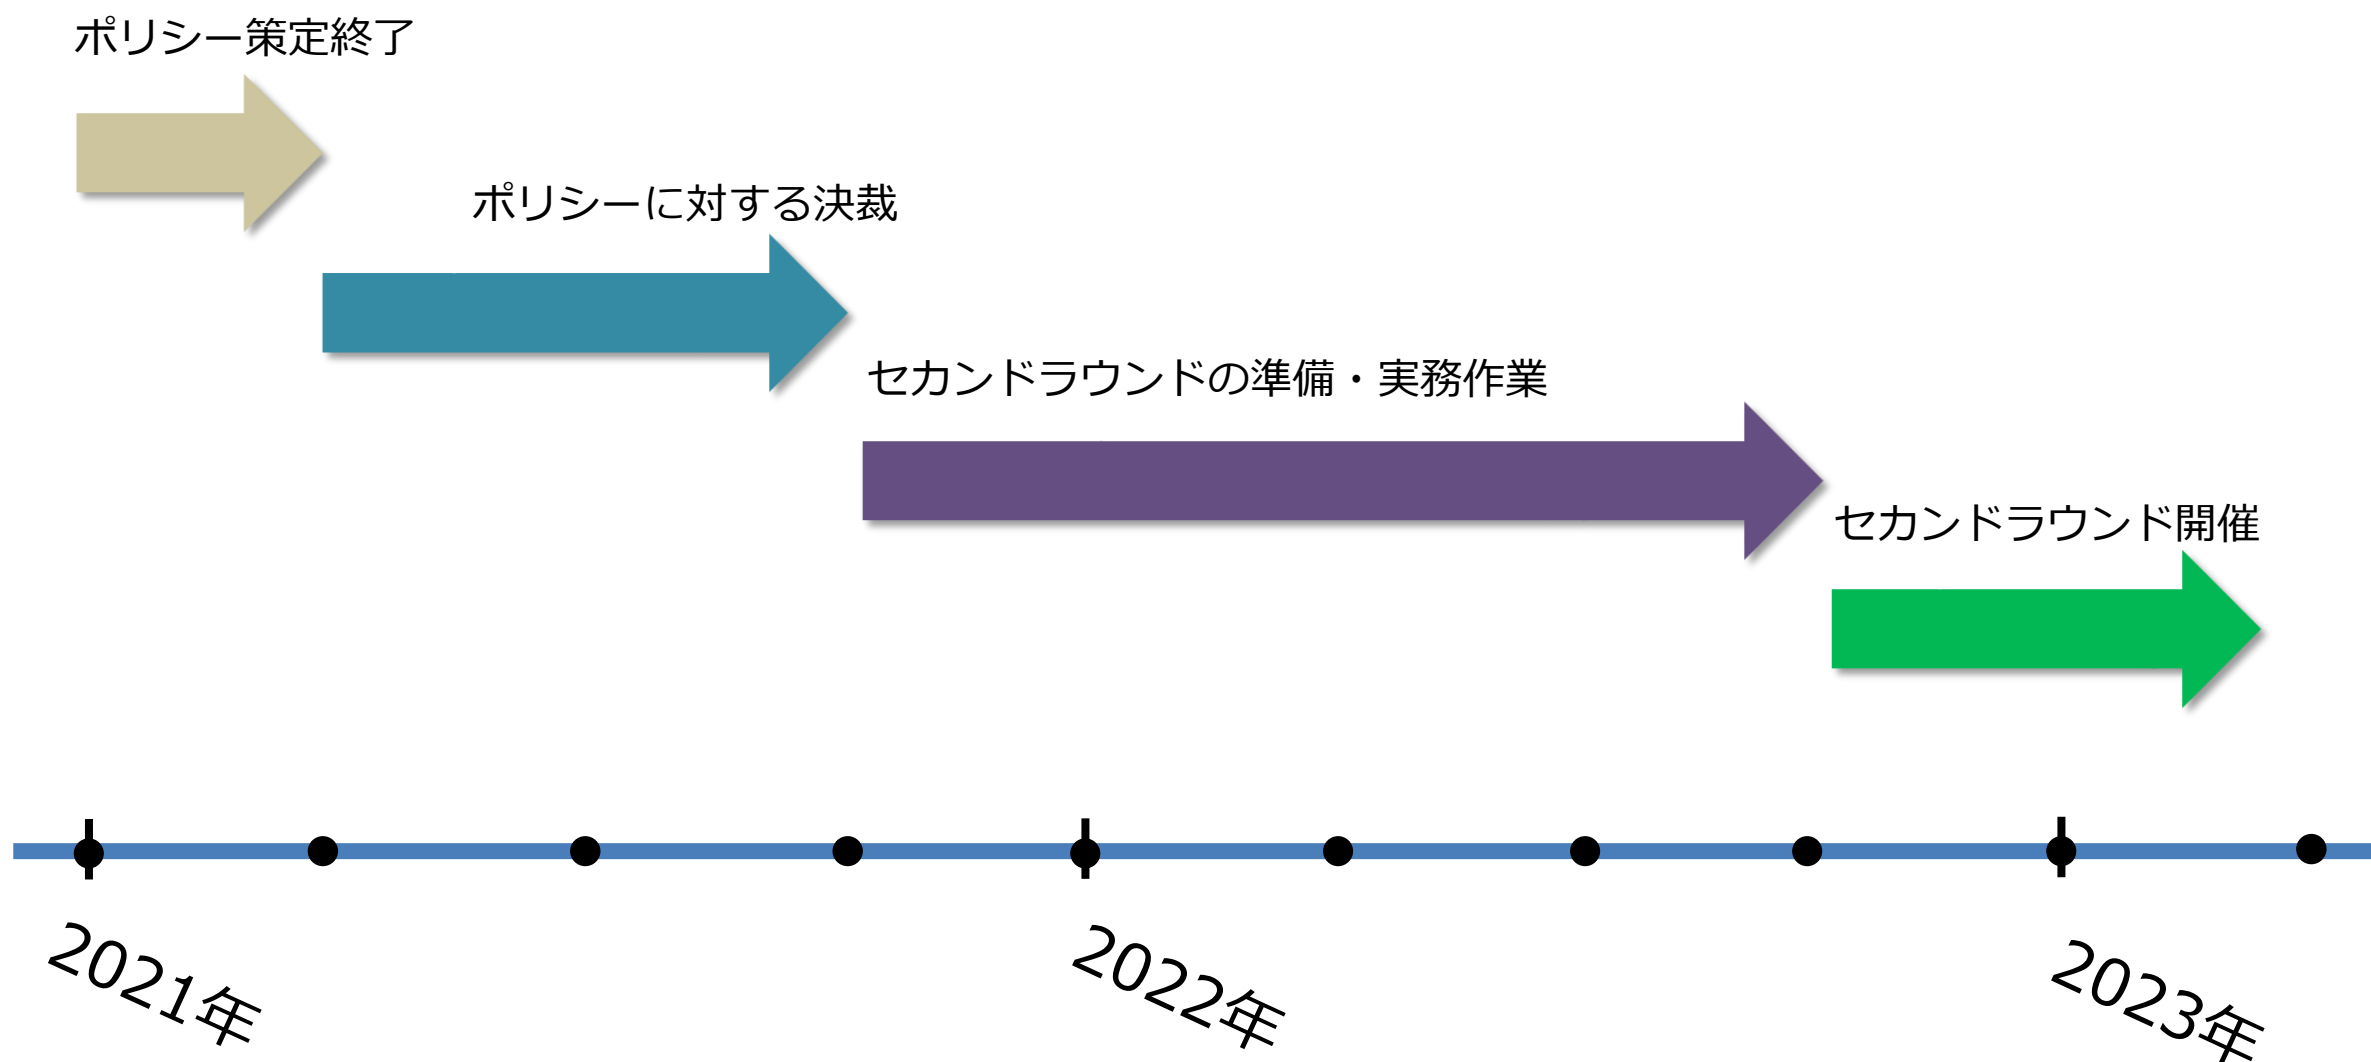 ポリシー策定終了
ポリシーに対する決裁
セカンドラウンドの準備・実務作業
セカンドラウンド開催
2021年
2022年
2023年